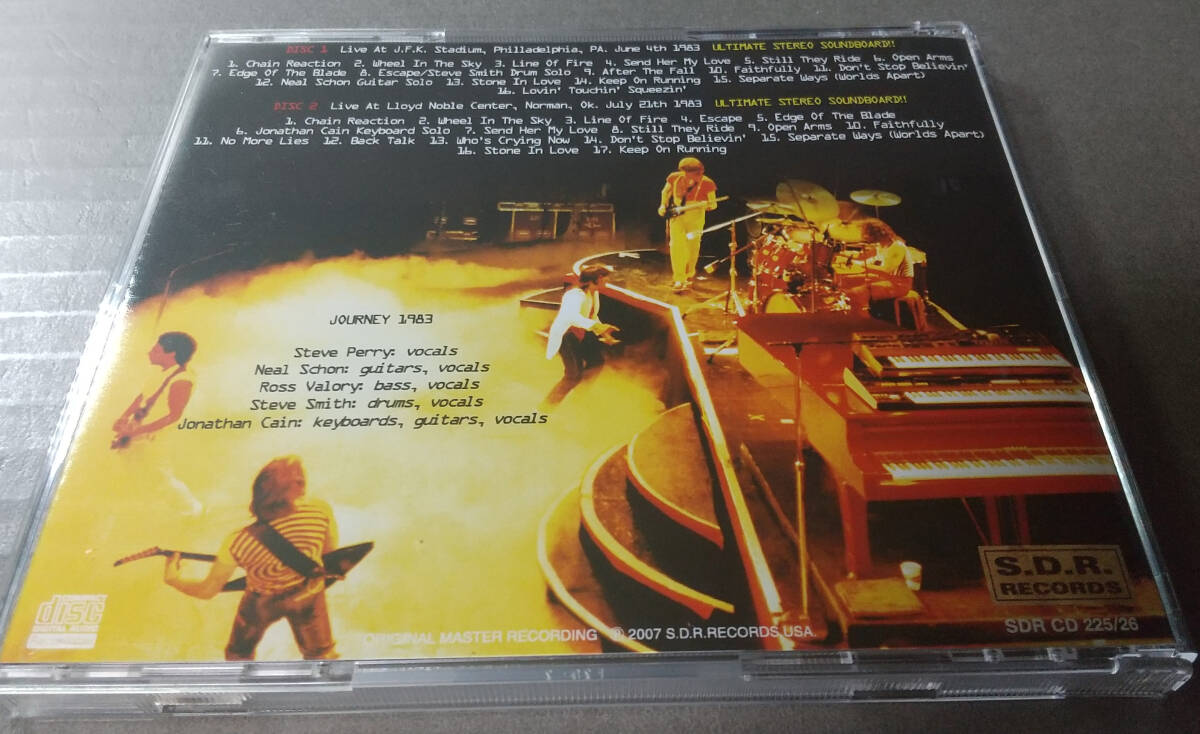 DISC 1 Live At J.F.K. Stadium, Philladelphia, PA. June 4th 1983 ULTIMATE STEREO SOUNDBOARD!!
1. Chain Reaction 2. Wheel In The Sky 3. Line Of Fire 4. Send Her My Love 5. Still They Ride 6. Open Arms
7. Edge Of The Blade 8. Escape/Steve Smith Drum Solo 9. After The Fall 10. Faithfully 11. Don't Stop Believin'
12. Neal Schon Guitar Solo 13. Stone In Love 14. Keep On Running 15. Separate Ways (Worlds Apart)
16. Lovin' Touchin' Squeezin'
DISC 2 Live At Lloyd Noble Center, Norman, Ok. July 21th 1983 ULTIMATE STEREO SOUNDBOARD!!
1. Chain Reaction 2. Wheel In The Sky 3. Line Of Fire 4. Escape 5. Edge Of The Blade
6. Jonathan Cain Keyboard Solo 7. Send Her My Love 8. Still They Ride 9. Open Arms 10. Faithfully
11. No More Lies 12. Back Talk 13. Who's Crying Now 14. Don't Stop Believin' 15. Separate Ways (Worlds Apart)
16. Stone In Love 17. Keep On Running
JOURNEY 1983
Steve Perry: vocals
Neal Schon: guitars, vocals
Ross Valory: bass, vocals
Steve Smith: drums, vocals
Jonathan Cain: keyboards, guitars, vocals
S.D.R.
RECORDS
COMPACT
disc
DIGITAL AUDIO
ORIGINAL MASTER RECORDING ℗ 2007 S.D.R.RECORDS,USA.
SDR CD 225/26